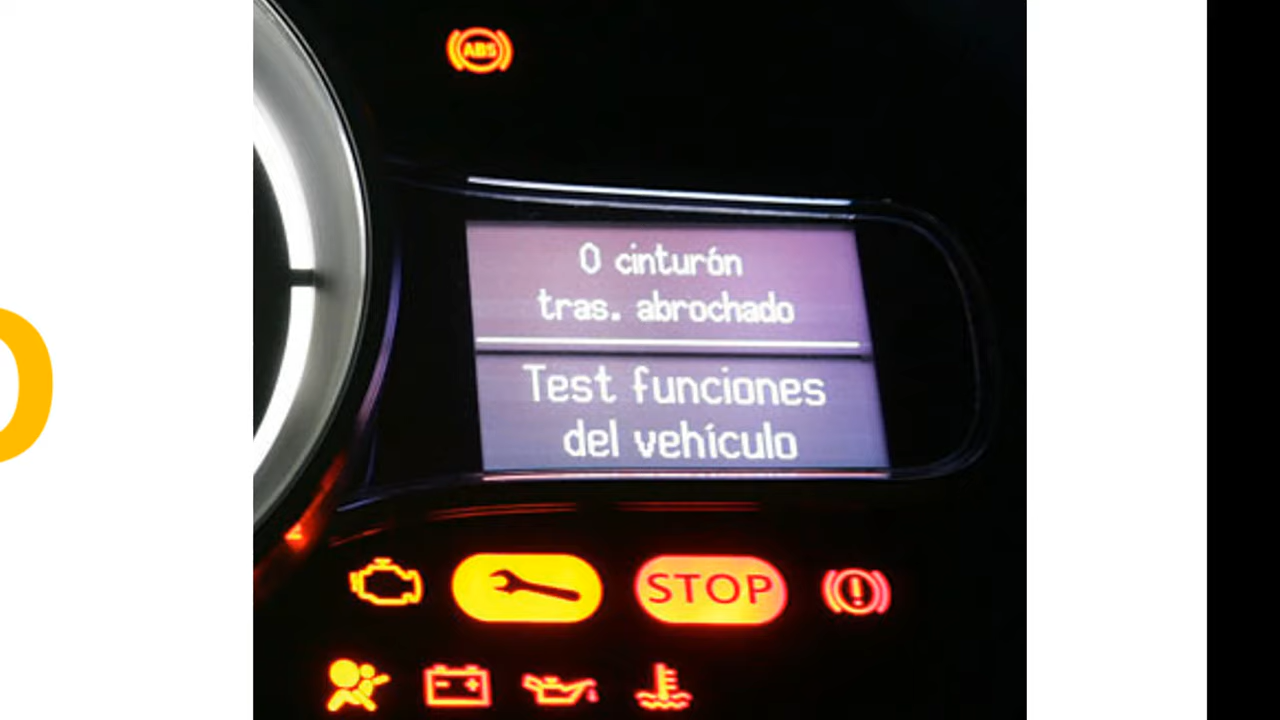 ABS
0 cinturón
tras. abrochado
Test funciones
del vehículo
STOP